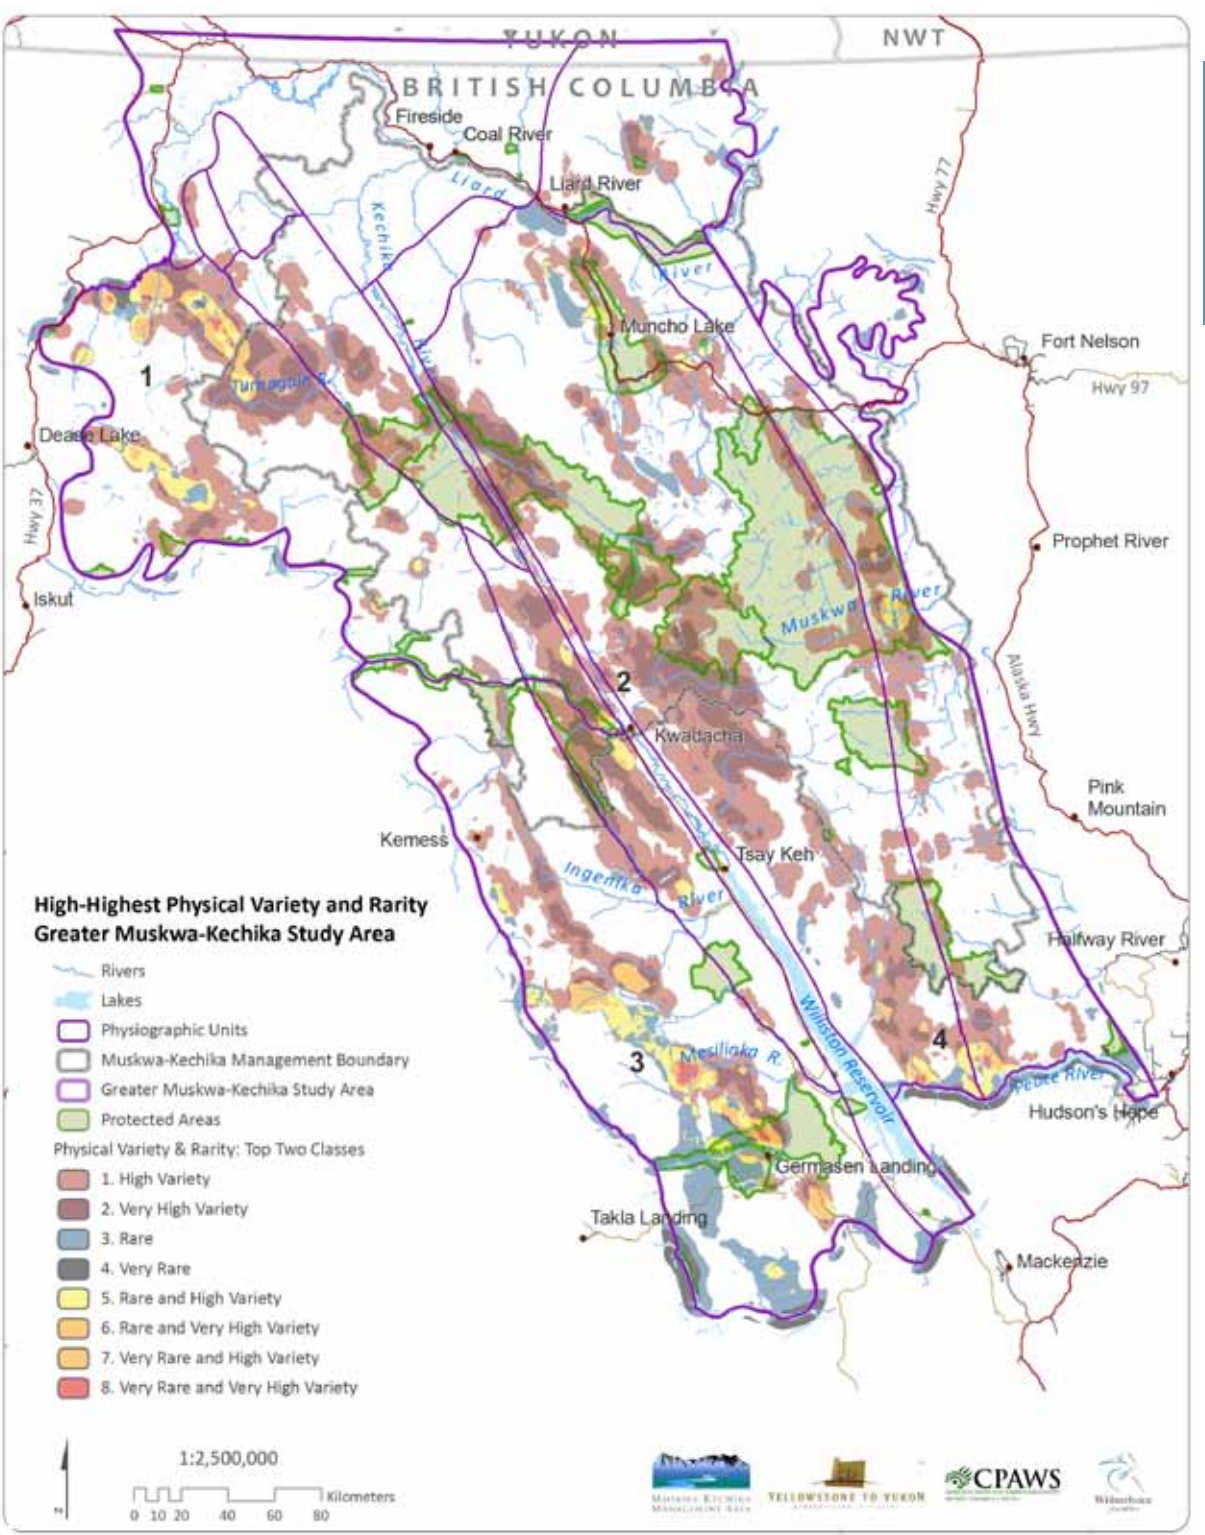 YUKON
NWT
BRITISH COLUMBIA
Fireside
Coal River
Liard
Liard River
Hwy 77
Kechika
River
River
Muncho Lake
Fort Nelson
Hwy 97
1
Turnagain R.
Dease Lake
Hwy 37
Prophet River
Iskut
Muskwa River
Alaska Hwy
2
Kwadacha
Pink
Mountain
Kemess
Tsay Keh
Ingenika
River
High-Highest Physical Variety and Rarity
Greater Muskwa-Kechika Study Area
Halfway River
Rivers
Lakes
Williston Reservoir
Physiographic Units
4
Muskwa-Kechika Management Boundary
3
Mesilinka R.
Greater Muskwa-Kechika Study Area
Peace River
Protected Areas
Hudson's Hope
Physical Variety & Rarity: Top Two Classes
Germasen Landing
1. High Variety
2. Very High Variety
Takla Landing
3. Rare
4. Very Rare
Mackenzie
5. Rare and High Variety
6. Rare and Very High Variety
7. Very Rare and High Variety
8. Very Rare and Very High Variety
1:2,500,000
Kilometers
0 10 20 40 60 80
MUSKWA-KECHIKA
MANAGEMENT AREA
YELLOWSTONE TO YUKON
CPAWS